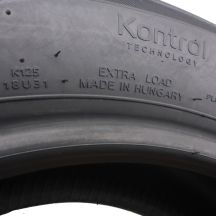 Kontrol
TECHNOLOGY
K125
18U31
EXTRA LOAD
MADE IN HUNGARY